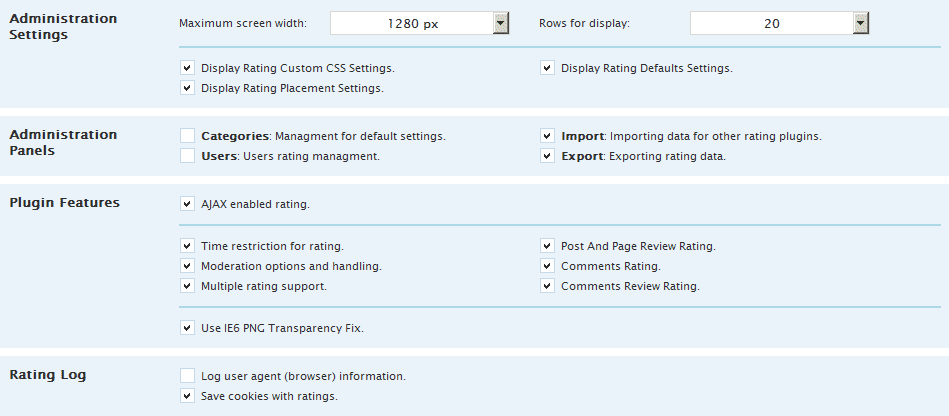 Administration Settings
Maximum screen width: 1280 px Rows for display: 20
Display Rating Custom CSS Settings. Display Rating Defaults Settings.
Display Rating Placement Settings.
Administration Panels
Categories: Managment for default settings. Import: Importing data for other rating plugins.
Users: Users rating managment. Export: Exporting rating data.
Plugin Features
AJAX enabled rating.
Time restriction for rating. Post And Page Review Rating.
Moderation options and handling. Comments Rating.
Multiple rating support. Comments Review Rating.
Use IE6 PNG Transparency Fix.
Rating Log
Log user agent (browser) information.
Save cookies with ratings.